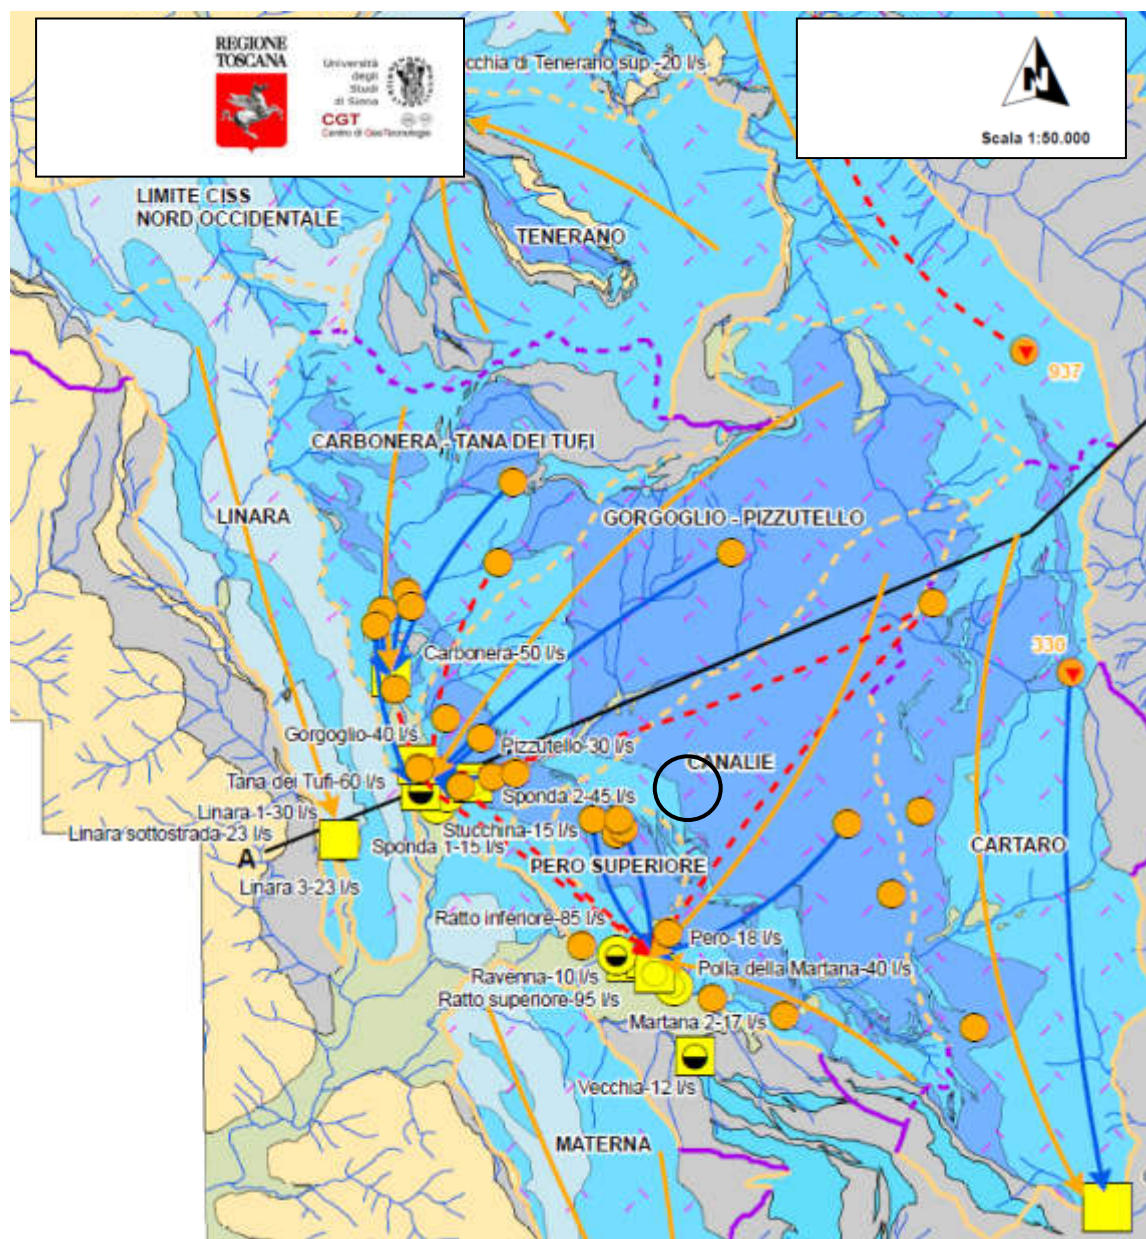 REGIONE
TOSCANA
Università
degli
Studi
di Siena
CGT
Centro di GeoTecnologie
N
Scala 1:50.000
cchia di Tenerano sup.-20 l/s
LIMITE CISS
NORD OCCIDENTALE
TENERANO
937
CARBONERA - TANA DEI TUFI
LINARA
GORGOGLIO - PIZZUTELLO
330
Carbonera-50 l/s
Gorgoglio-40 l/s
Pizzutello-30 l/s
CANALIE
Tana dei Tufi-60 l/s
Sponda 2-45 l/s
Linara 1-30 l/s
Linara sottostrada-23 l/s
Stucchina-15 l/s
Sponda 1-15 l/s
CARTARO
A
PERO SUPERIORE
Linara 3-23 l/s
Ratto inferiore-85 l/s
Pero-18 l/s
Ravenna-10 l/s
Polla della Martana-40 l/s
Ratto superiore-95 l/s
Martana 2-17 l/s
Vecchia-12 l/s
MATERNA